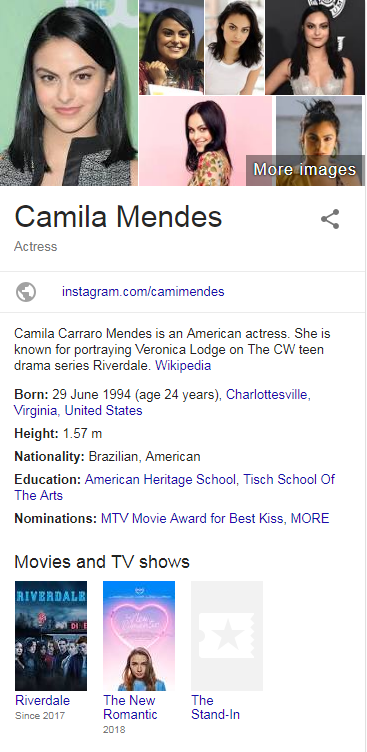 THE
More images
Camila Mendes
Actress
instagram.com/camimendes
Camila Carraro Mendes is an American actress. She is
known for portraying Veronica Lodge on The CW teen
drama series Riverdale. Wikipedia
Born: 29 June 1994 (age 24 years), Charlottesville,
Virginia, United States
Height: 1.57 m
Nationality: Brazilian, American
Education: American Heritage School, Tisch School Of
The Arts
Nominations: MTV Movie Award for Best Kiss, MORE
Movies and TV shows
RIVERDALE
Riverdale
Since 2017
The New
Romantic
2018
The
Stand-In